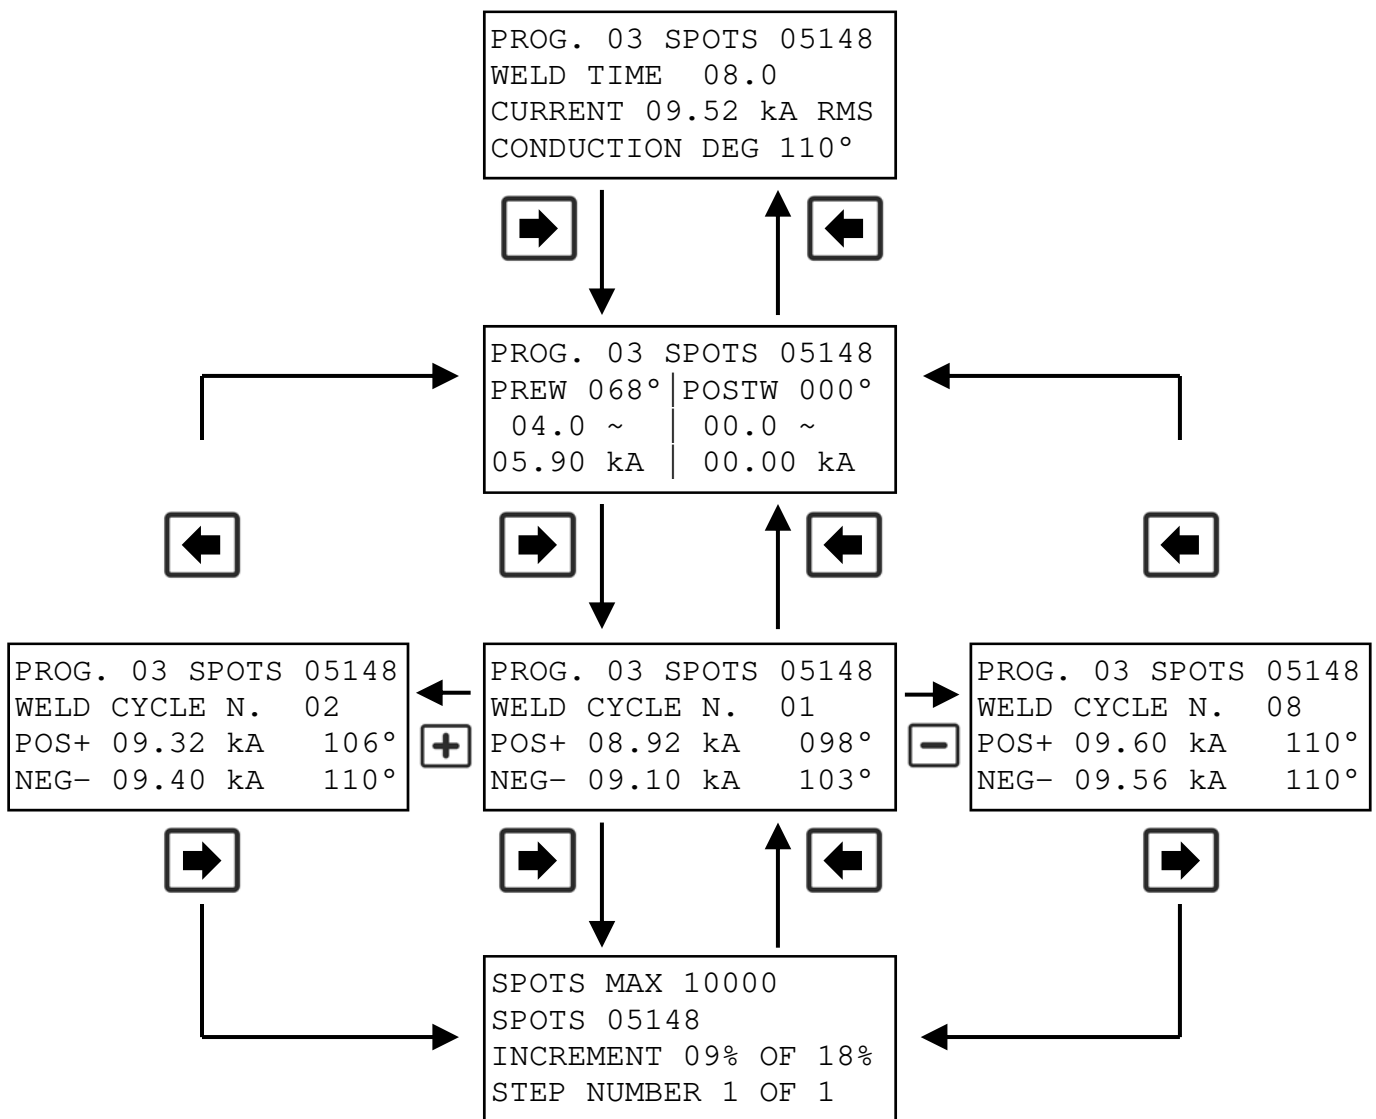 PROG. 03 SPOTS 05148
WELD TIME 08.0
CURRENT 09.52 kA RMS
CONDUCTION DEG 110°
PROG. 03 SPOTS 05148
PREW 068°|POSTW 000°
04.0 ~ | 00.0 ~
05.90 kA | 00.00 kA
PROG. 03 SPOTS 05148
WELD CYCLE N. 02
POS+ 09.32 kA 106°
NEG− 09.40 kA 110°
+
PROG. 03 SPOTS 05148
WELD CYCLE N. 01
POS+ 08.92 kA 098°
NEG− 09.10 kA 103°
−
PROG. 03 SPOTS 05148
WELD CYCLE N. 08
POS+ 09.60 kA 110°
NEG− 09.56 kA 110°
SPOTS MAX 10000
SPOTS 05148
INCREMENT 09% OF 18%
STEP NUMBER 1 OF 1